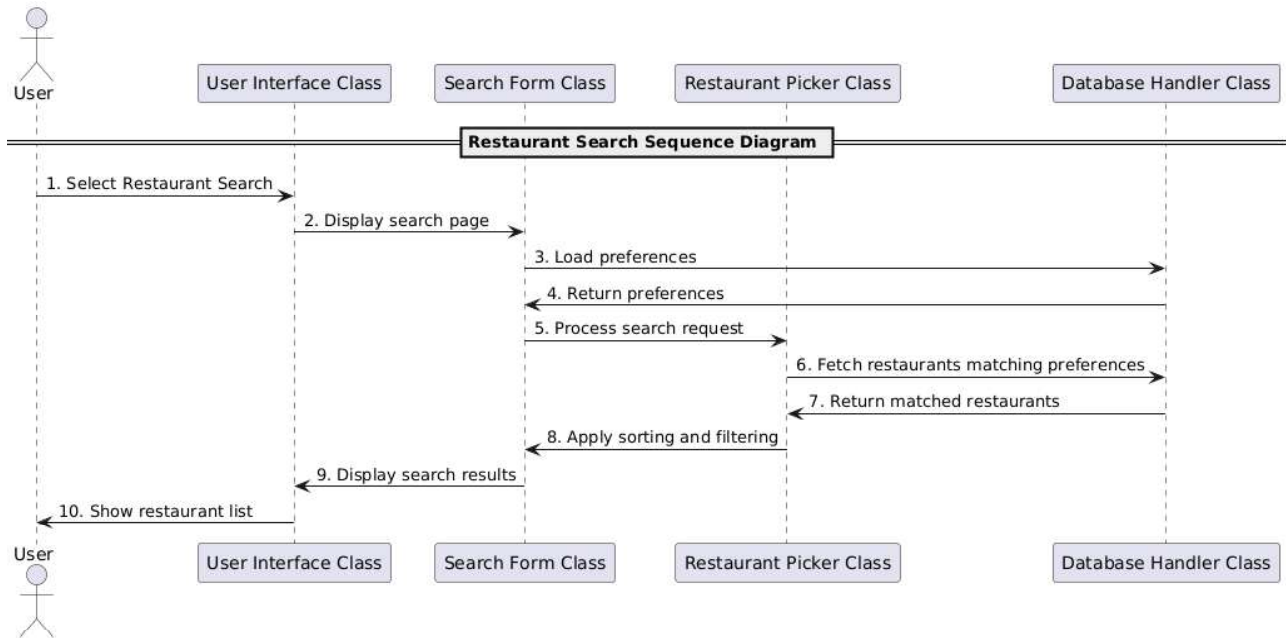 User
User Interface Class
Search Form Class
Restaurant Picker Class
Database Handler Class
Restaurant Search Sequence Diagram
1. Select Restaurant Search
2. Display search page
3. Load preferences
4. Return preferences
5. Process search request
6. Fetch restaurants matching preferences
7. Return matched restaurants
8. Apply sorting and filtering
9. Display search results
10. Show restaurant list
User
User Interface Class
Search Form Class
Restaurant Picker Class
Database Handler Class